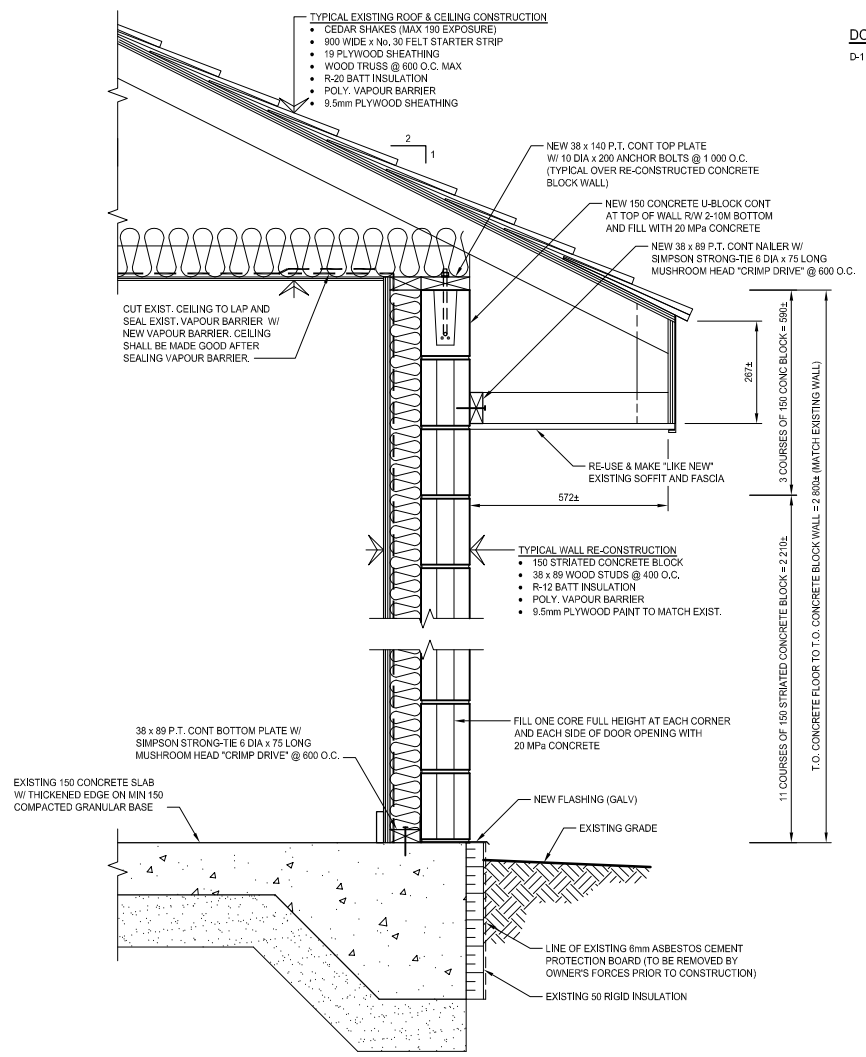 TYPICAL EXISTING ROOF & CEILING CONSTRUCTION
• CEDAR SHAKES (MAX 190 EXPOSURE)
• 900 WIDE x No. 30 FELT STARTER STRIP
• 19 PLYWOOD SHEATHING
• WOOD TRUSS @ 600 O.C. MAX
• R-20 BATT INSULATION
• POLY. VAPOUR BARRIER
• 9.5mm PLYWOOD SHEATHING
D-1
2
1
NEW 38 x 140 P.T. CONT TOP PLATE
W/ 10 DIA x 200 ANCHOR BOLTS @ 1 000 O.C.
(TYPICAL OVER RE-CONSTRUCTED CONCRETE
BLOCK WALL)
NEW 150 CONCRETE U-BLOCK CONT
AT TOP OF WALL R/W 2-10M BOTTOM
AND FILL WITH 20 MPa CONCRETE
NEW 38 x 89 P.T. CONT NAILER W/
SIMPSON STRONG-TIE 6 DIA x 75 LONG
MUSHROOM HEAD "CRIMP DRIVE" @ 600 O.C.
CUT EXIST. CEILING TO LAP AND
SEAL EXIST. VAPOUR BARRIER W/
NEW VAPOUR BARRIER. CEILING
SHALL BE MADE GOOD AFTER
SEALING VAPOUR BARRIER.
267±
3 COURSES OF 150 CONC BLOCK = 590±
T.O. CONCRETE FLOOR TO T.O. CONCRETE BLOCK WALL = 2 800± (MATCH EXISTING WALL)
RE-USE & MAKE "LIKE NEW"
EXISTING SOFFIT AND FASCIA
572±
TYPICAL WALL RE-CONSTRUCTION
• 150 STRIATED CONCRETE BLOCK
• 38 x 89 WOOD STUDS @ 400 O.C.
• R-12 BATT INSULATION
• POLY. VAPOUR BARRIER
• 9.5mm PLYWOOD PAINT TO MATCH EXIST.
11 COURSES OF 150 STRIATED CONCRETE BLOCK = 2 210±
FILL ONE CORE FULL HEIGHT AT EACH CORNER
AND EACH SIDE OF DOOR OPENING WITH
20 MPa CONCRETE
38 x 89 P.T. CONT BOTTOM PLATE W/
SIMPSON STRONG-TIE 6 DIA x 75 LONG
MUSHROOM HEAD "CRIMP DRIVE" @ 600 O.C.
EXISTING 150 CONCRETE SLAB
W/ THICKENED EDGE ON MIN 150
COMPACTED GRANULAR BASE
NEW FLASHING (GALV)
EXISTING GRADE
LINE OF EXISTING 6mm ASBESTOS CEMENT
PROTECTION BOARD (TO BE REMOVED BY
OWNER'S FORCES PRIOR TO CONSTRUCTION)
EXISTING 50 RIGID INSULATION